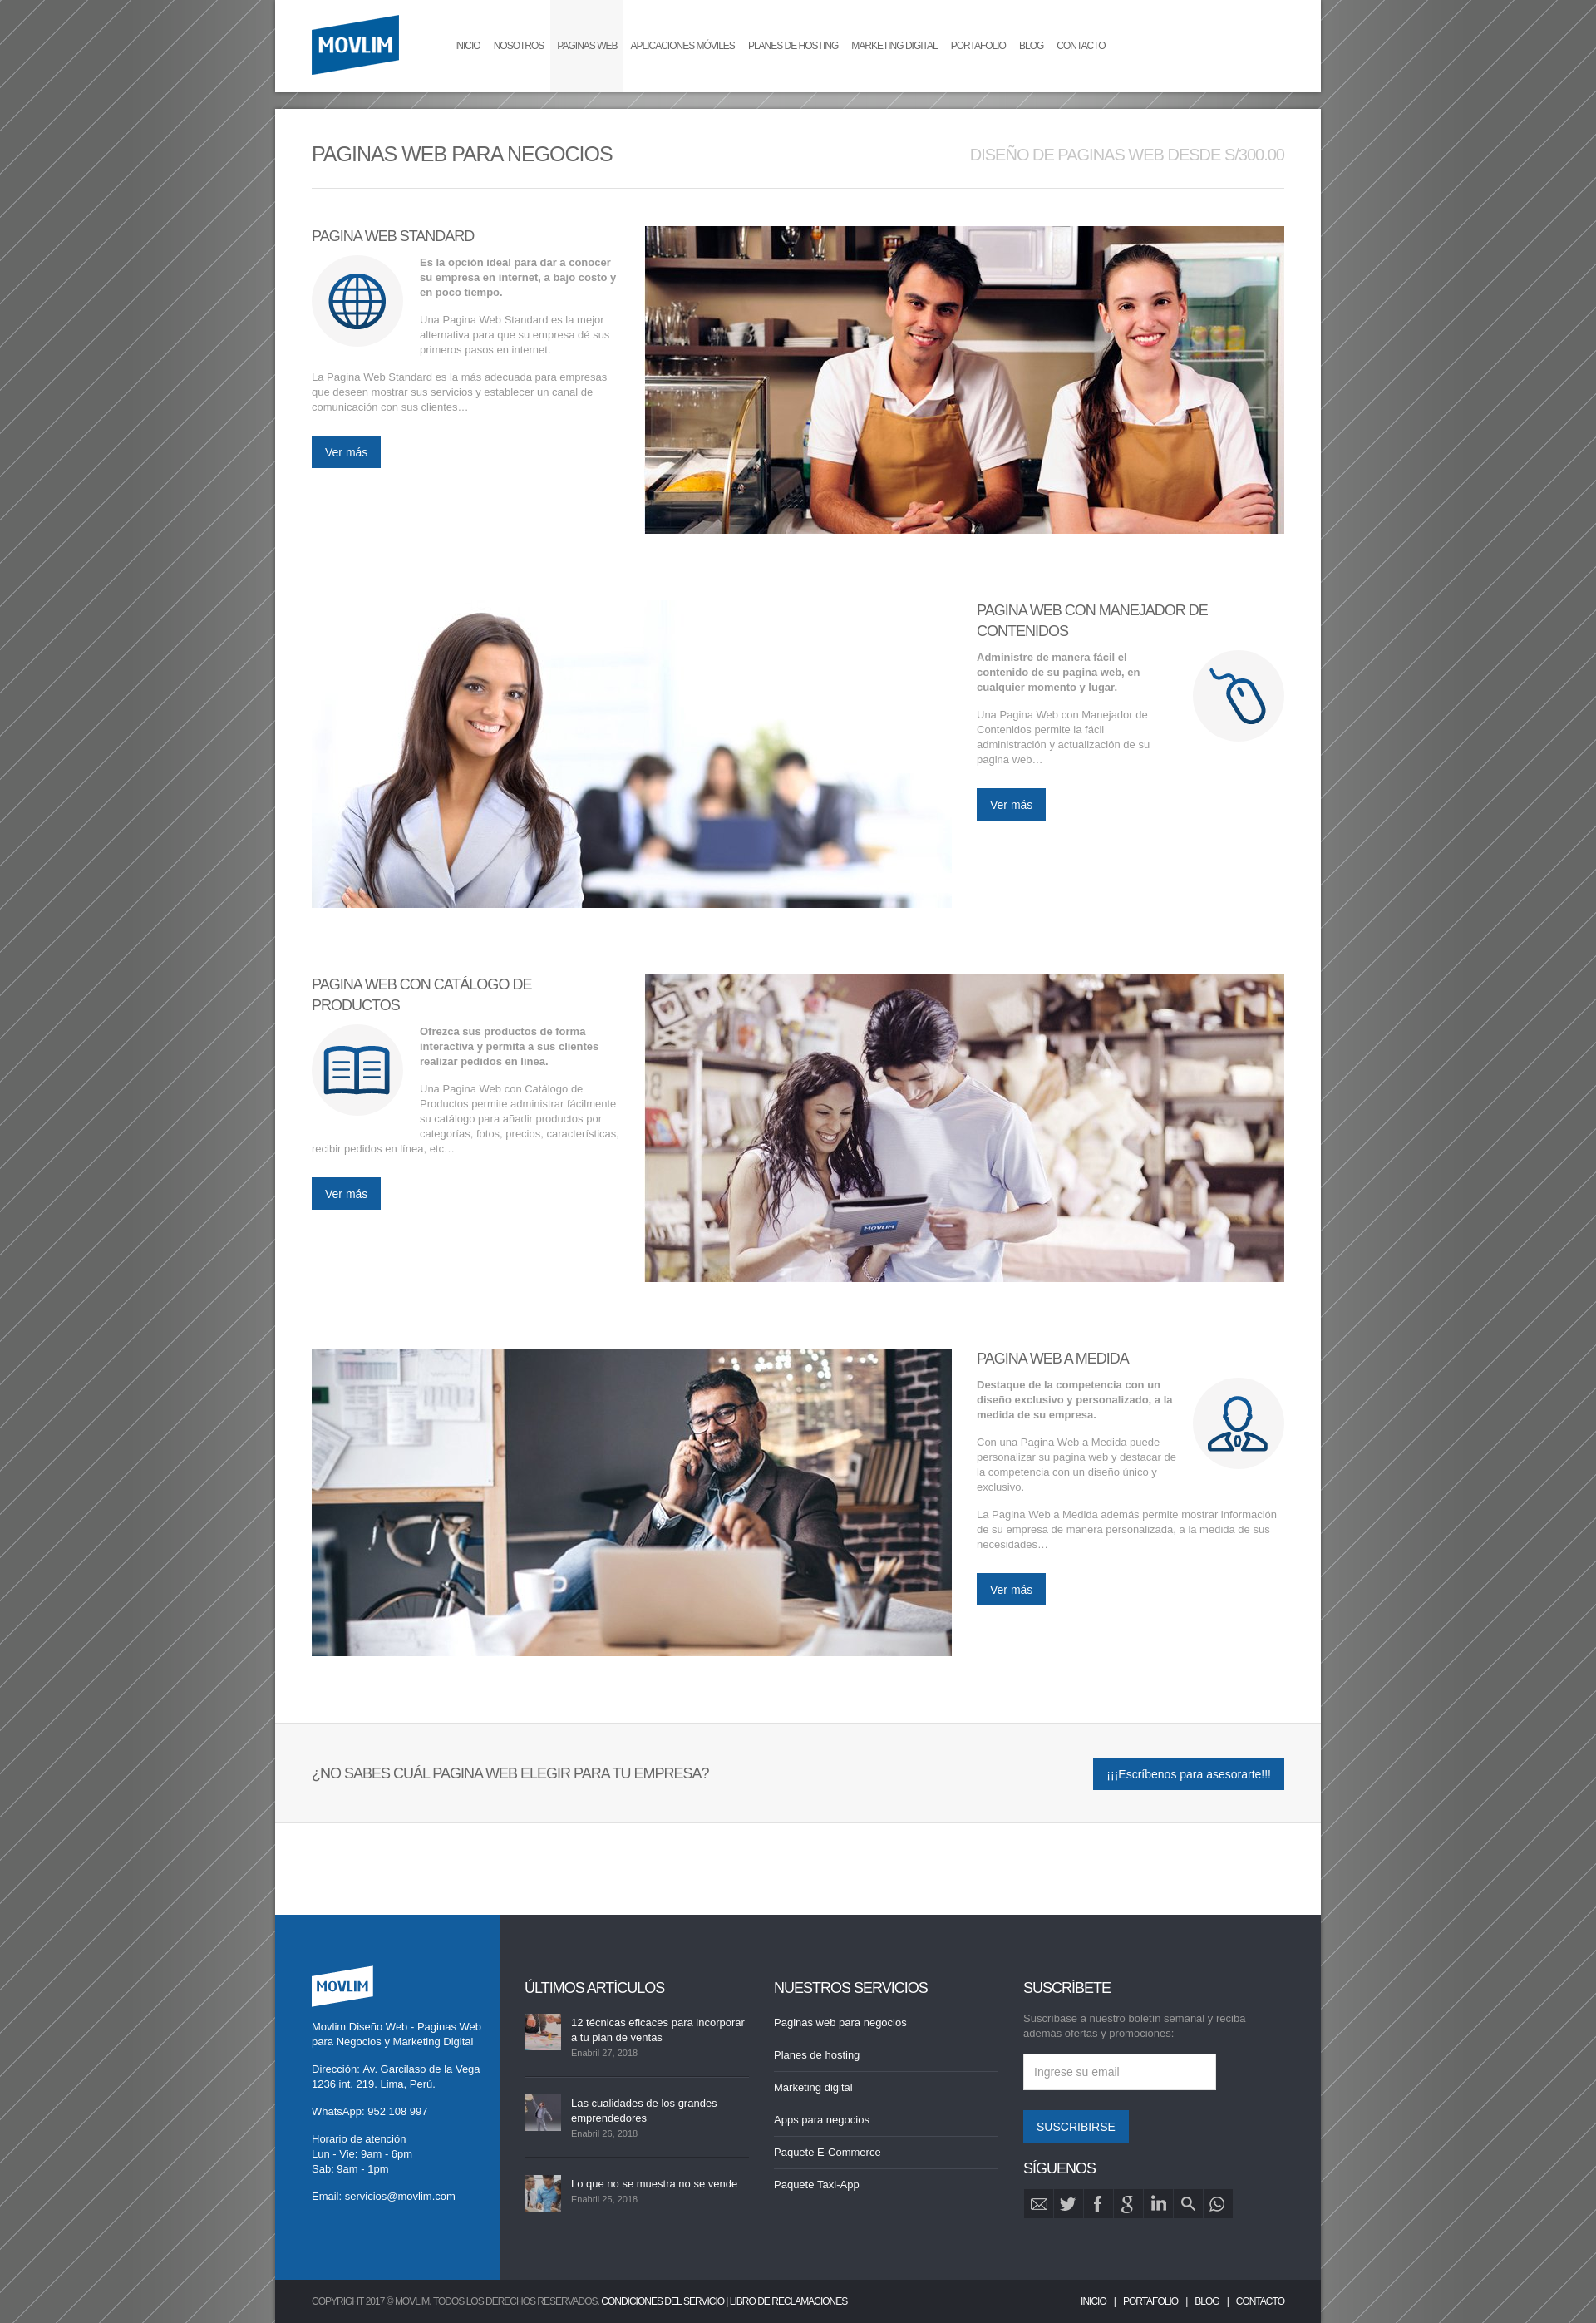 MOVLIM
INICIO NOSOTROS PAGINAS WEB APLICACIONES MÓVILES PLANES DE HOSTING MARKETING DIGITAL PORTAFOLIO BLOG CONTACTO
PAGINAS WEB PARA NEGOCIOS
DISEÑO DE PAGINAS WEB DESDE S/300.00
PAGINA WEB STANDARD
Es la opción ideal para dar a conocer
su empresa en internet, a bajo costo y
en poco tiempo.
Una Pagina Web Standard es la mejor
alternativa para que su empresa dé sus
primeros pasos en internet.
La Pagina Web Standard es la más adecuada para empresas
que deseen mostrar sus servicios y establecer un canal de
comunicación con sus clientes…
Ver más
PAGINA WEB CON MANEJADOR DE
CONTENIDOS
Administre de manera fácil el
contenido de su pagina web, en
cualquier momento y lugar.
Una Pagina Web con Manejador de
Contenidos permite la fácil
administración y actualización de su
pagina web…
Ver más
PAGINA WEB CON CATÁLOGO DE
PRODUCTOS
Ofrezca sus productos de forma
interactiva y permita a sus clientes
realizar pedidos en línea.
Una Pagina Web con Catálogo de
Productos permite administrar fácilmente
su catálogo para añadir productos por
categorías, fotos, precios, características,
recibir pedidos en línea, etc…
Ver más
MOVLIM
PAGINA WEB A MEDIDA
Destaque de la competencia con un
diseño exclusivo y personalizado, a la
medida de su empresa.
Con una Pagina Web a Medida puede
personalizar su pagina web y destacar de
la competencia con un diseño único y
exclusivo.
La Pagina Web a Medida además permite mostrar información
de su empresa de manera personalizada, a la medida de sus
necesidades…
Ver más
¿NO SABES CUÁL PAGINA WEB ELEGIR PARA TU EMPRESA?
¡¡¡Escríbenos para asesorarte!!!
MOVLIM
Movlim Diseño Web - Paginas Web
para Negocios y Marketing Digital
Dirección: Av. Garcilaso de la Vega
1236 int. 219. Lima, Perú.
WhatsApp: 952 108 997
Horario de atención
Lun - Vie: 9am - 6pm
Sab: 9am - 1pm
Email: servicios@movlim.com
ÚLTIMOS ARTÍCULOS
12 técnicas eficaces para incorporar
a tu plan de ventas
Enabril 27, 2018
Las cualidades de los grandes
emprendedores
Enabril 26, 2018
Lo que no se muestra no se vende
Enabril 25, 2018
NUESTROS SERVICIOS
Paginas web para negocios
Planes de hosting
Marketing digital
Apps para negocios
Paquete E-Commerce
Paquete Taxi-App
SUSCRÍBETE
Suscríbase a nuestro boletín semanal y reciba
además ofertas y promociones:
Ingrese su email
SUSCRIBIRSE
SÍGUENOS
COPYRIGHT 2017 © MOVLIM. TODOS LOS DERECHOS RESERVADOS. CONDICIONES DEL SERVICIO | LIBRO DE RECLAMACIONES
INICIO | PORTAFOLIO | BLOG | CONTACTO